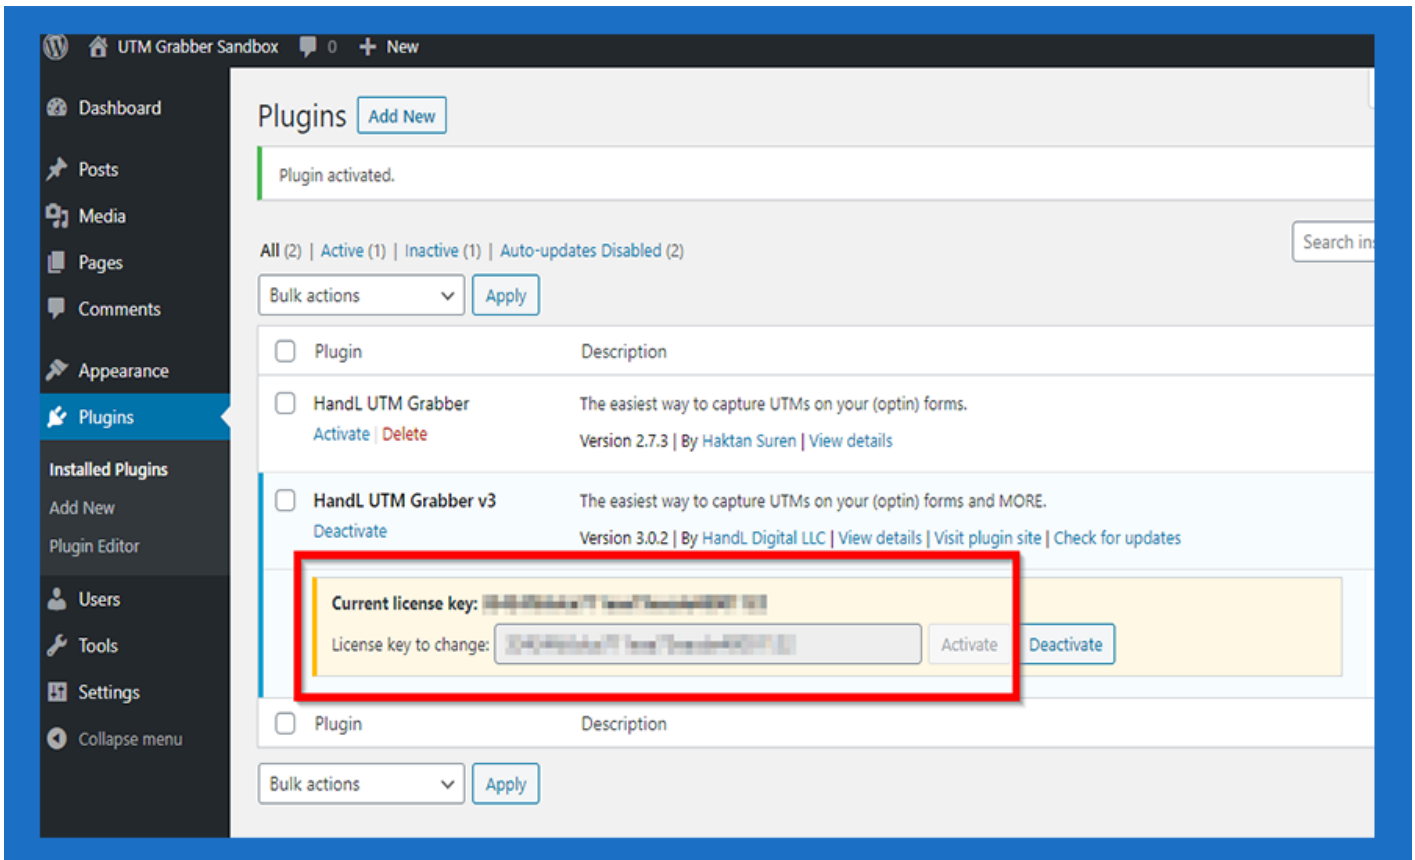 UTM Grabber Sandbox 0 New
Dashboard
Posts
Media
Pages
Comments
Appearance
Plugins
Installed Plugins
Add New
Plugin Editor
Users
Tools
Settings
Collapse menu
Plugins Add New
Plugin activated.
All (2) | Active (1) | Inactive (1) | Auto-updates Disabled (2)
Search in
Bulk actions Apply
Plugin Description
HandL UTM Grabber The easiest way to capture UTMs on your (optin) forms.
Activate | Delete Version 2.7.3 | By Haktan Suren | View details
HandL UTM Grabber v3 The easiest way to capture UTMs on your (optin) forms and MORE.
Deactivate Version 3.0.2 | By HandL Digital LLC | View details | Visit plugin site | Check for updates
Current license key:
License key to change: Activate Deactivate
Plugin Description
Bulk actions Apply